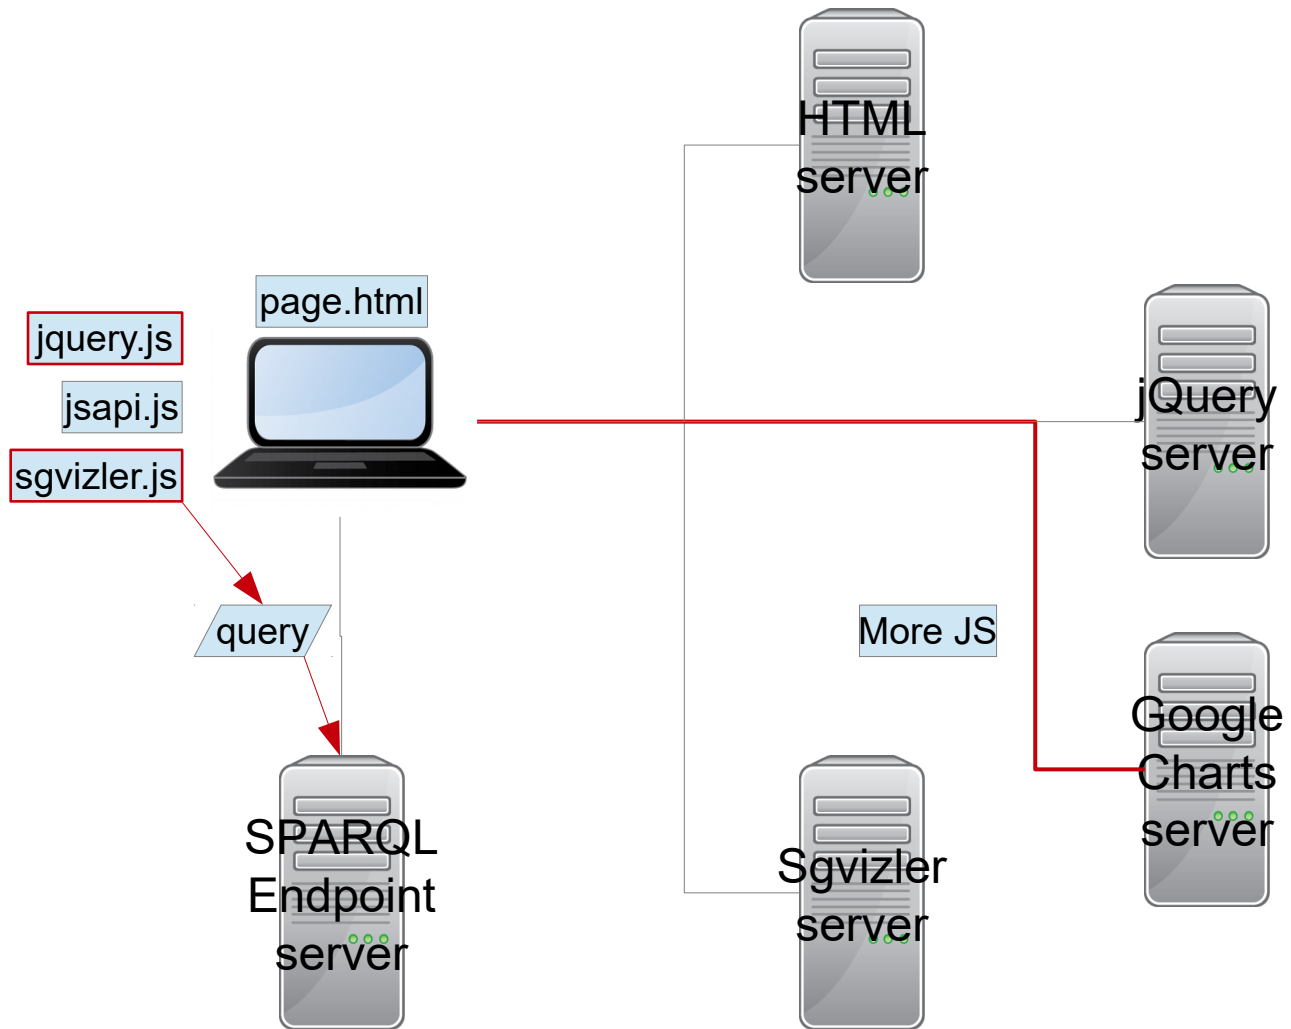 HTML
server
page.html
jquery.js
jsapi.js
sgvizler.js
jQuery
server
query
More JS
Google
Charts
server
SPARQL
Endpoint
server
Sgvizler
server